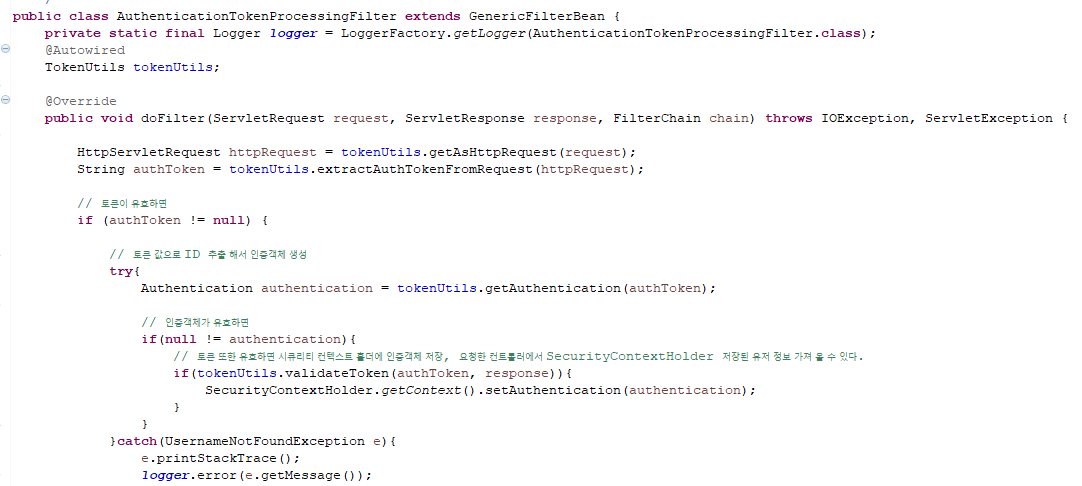 public class AuthenticationTokenProcessingFilter extends GenericFilterBean {
private static final Logger logger = LoggerFactory.getLogger(AuthenticationTokenProcessingFilter.class);
@Autowired
TokenUtils tokenUtils;
@Override
public void doFilter(ServletRequest request, ServletResponse response, FilterChain chain) throws IOException, ServletException {
HttpServletRequest httpRequest = tokenUtils.getAsHttpRequest(request);
String authToken = tokenUtils.extractAuthTokenFromRequest(httpRequest);
// 토큰이 유효하면
if (authToken != null) {
// 토큰 값으로 ID 추출 해서 인증객체 생성
try{
Authentication authentication = tokenUtils.getAuthentication(authToken);
// 인증객체가 유효하면
if(null != authentication){
// 토큰 또한 유효하면 시큐리티 컨텍스트 홀더에 인증객체 저장, 요청한 컨트롤러에서 SecurityContextHolder 저장된 유저 정보 가져 올 수 있다.
if(tokenUtils.validateToken(authToken, response)){
SecurityContextHolder.getContext().setAuthentication(authentication);
}
}
}catch(UsernameNotFoundException e){
e.printStackTrace();
logger.error(e.getMessage());